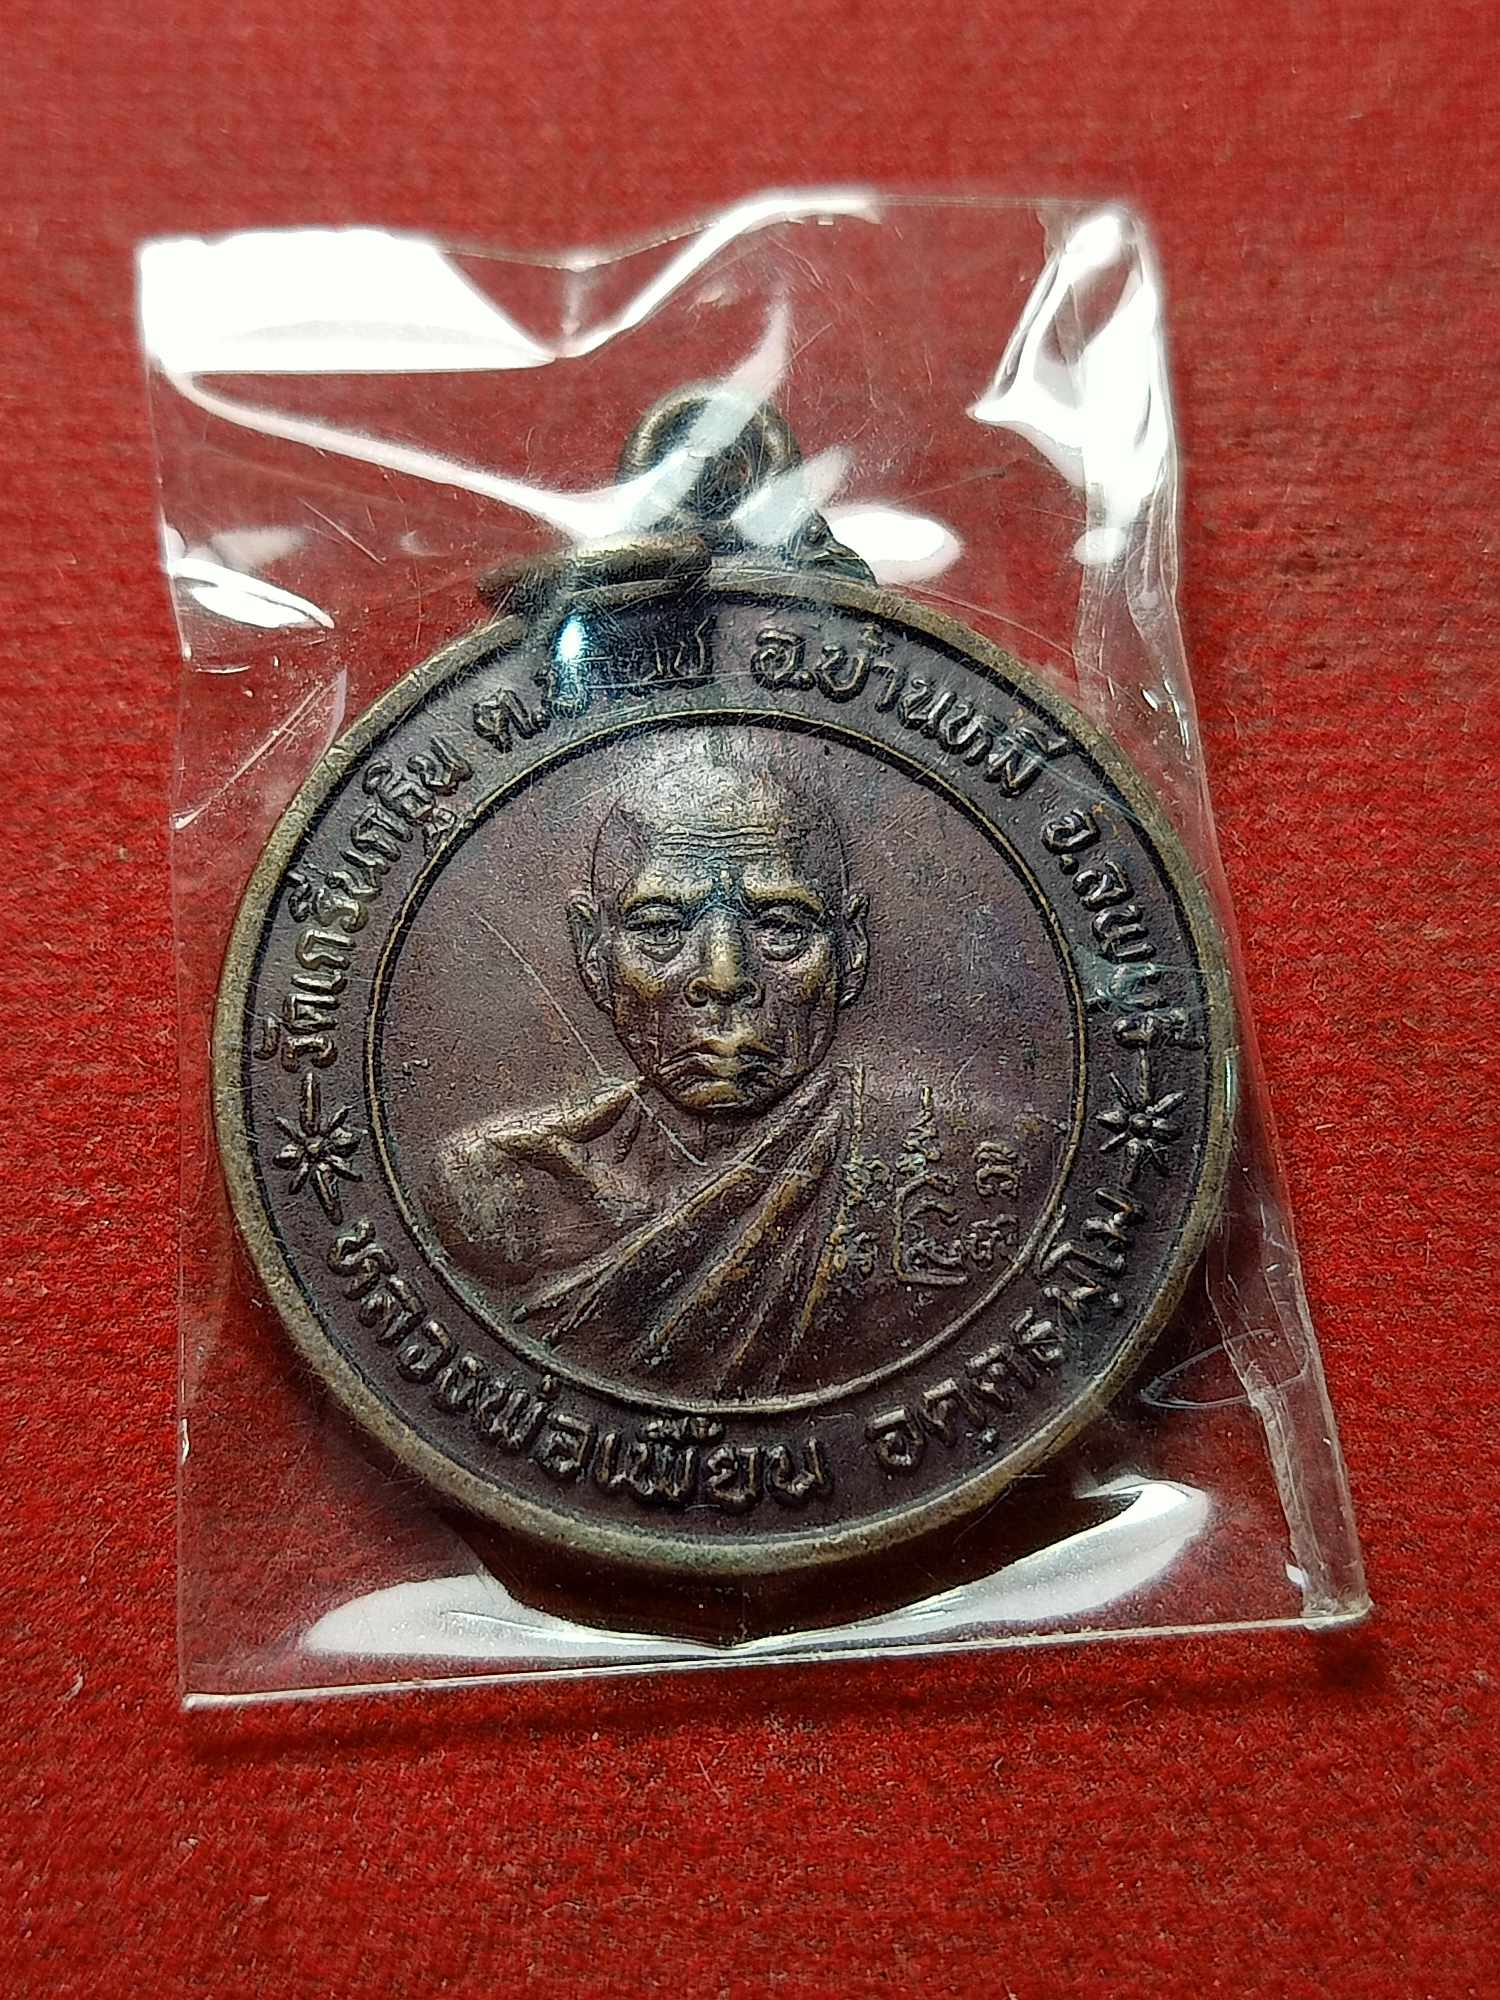 วัดเกริ่นกฐิน ต. อ.บ้านหมี่ จ.ลพบุรี
หลวงพ่อเพี้ยน อคฺคธมฺโม